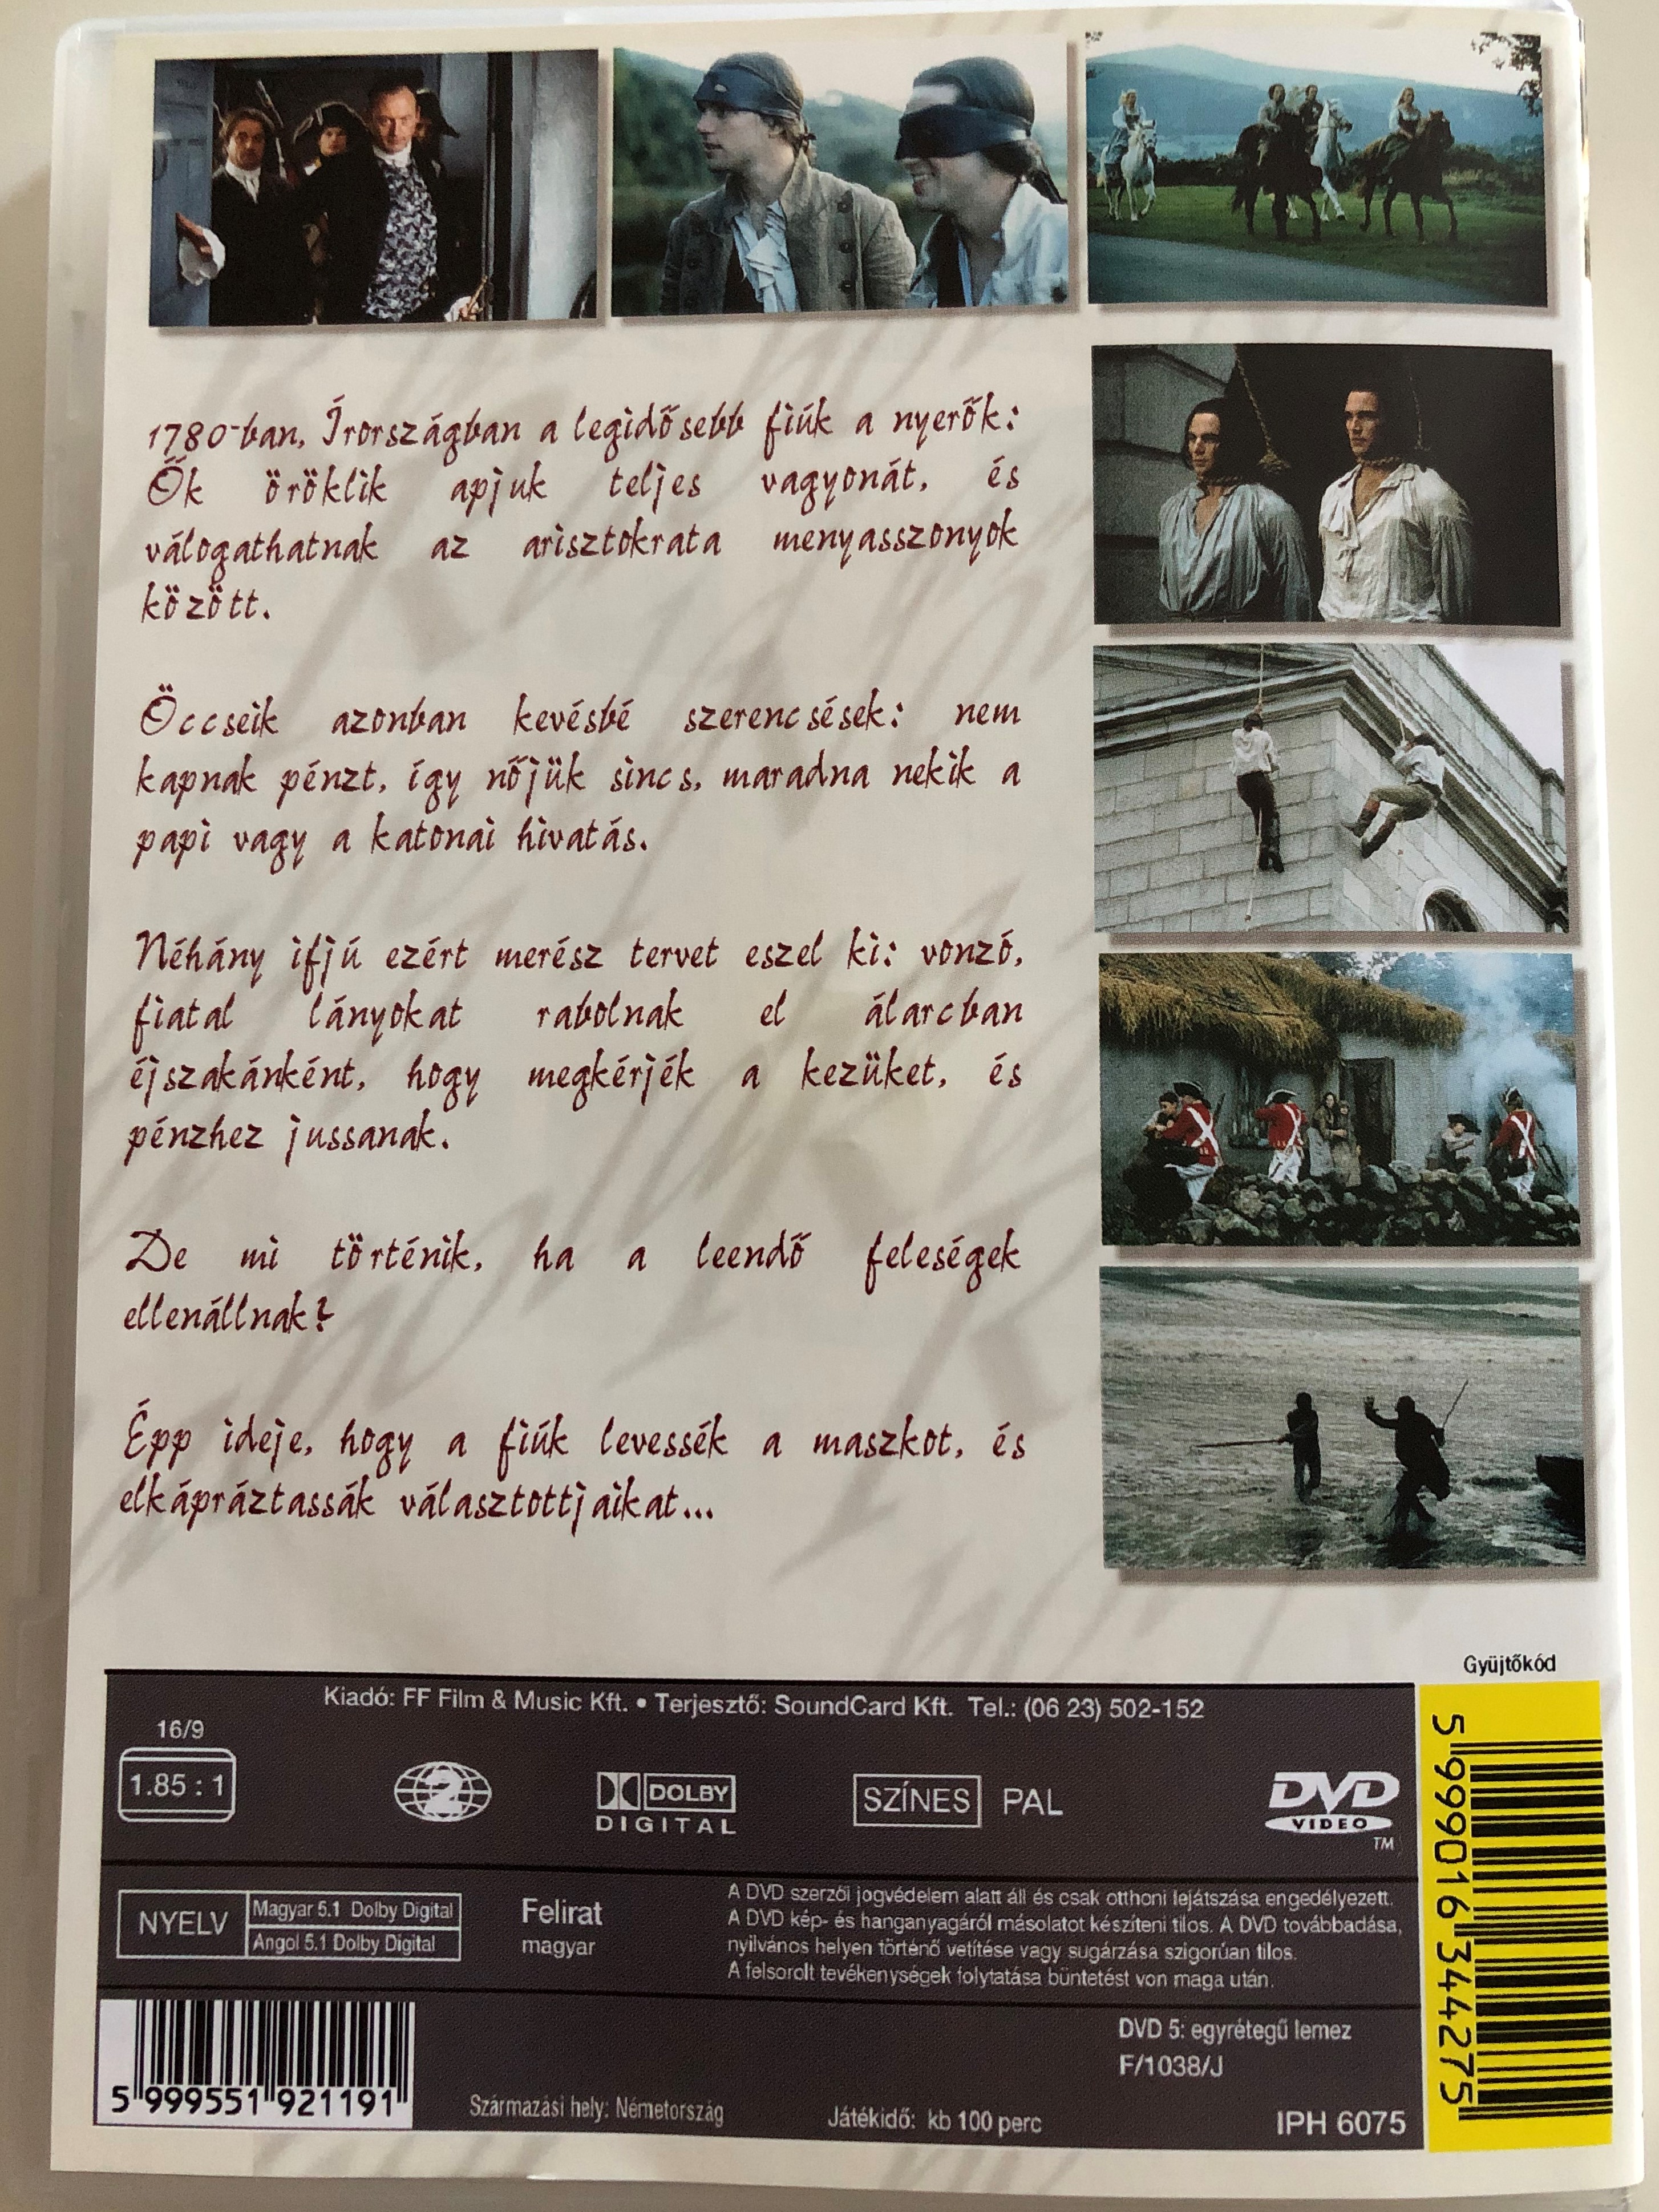 1780-ban, Írországban a legidősebb fiúk a nyerők:
Ők öröklik apjuk teljes vagyonát, és
válogathatnak az arisztokrata menyasszonyok
között.
Öccseik azonban kevésbé szerencsések: nem
kapnak pénzt, így nőjük sincs, maradna nekik a
papi vagy a katonai hivatás.
Néhány ifjú ezért merész tervet eszel ki: vonzó,
fiatal lányokat rabolnak el álarcban
éjszakánként, hogy megkérjék a kezüket, és
pénzhez jussanak.
De mi történik, ha a leendő feleségek
ellenállnak?
Épp ideje, hogy a fiúk levessék a maszkot, és
elkápráztassák választottjaikat...
Gyüjtőkód
5 999016 344275
Kiadó: FF Film & Music Kft. • Terjesztő: SoundCard Kft. Tel.: (06 23) 502-152
16/9
1.85 : 1
2
DOLBY
DIGITAL
SZÍNES PAL
DVD
VIDEO
TM
NYELV
Magyar 5.1 Dolby Digital
Angol 5.1 Dolby Digital
Felirat
magyar
A DVD szerzői jogvédelem alatt áll és csak otthoni lejátszása engedélyezett.
A DVD kép- és hanganyagáról másolatot készíteni tilos. A DVD továbbadása,
nyilvános helyen történő vetítése vagy sugárzása szigorúan tilos.
A felsorolt tevékenységek folytatása büntetést von maga után.
DVD 5: egyrétegű lemez
F/1038/J
5 999551 921191
Származási hely: Németország
Játékidő: kb 100 perc
IPH 6075